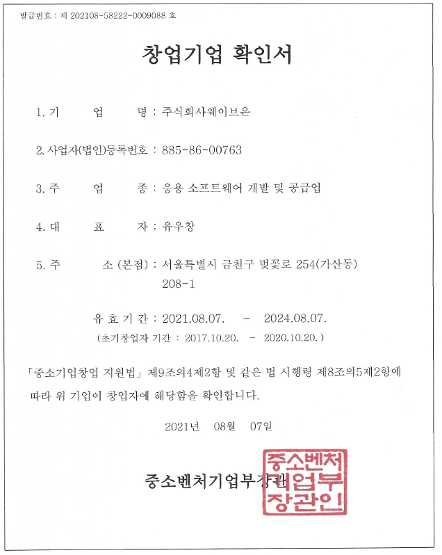 발급번호 : 제 202108-58222-0009088 호
창업기업 확인서
1. 기 업 명 : 주식회사웨이브온
2. 사업자(법인)등록번호 : 885-86-00763
3. 주 업 종 : 응용 소프트웨어 개발 및 공급업
4. 대 표 자 : 유우창
5. 주 소 (본점) : 서울특별시 금천구 벚꽃로 254(가산동)
208-1
유 효 기 간 : 2021.08.07. ~ 2024.08.07.
(초기창업자 기간 : 2017.10.20. ~ 2020.10.20.)
「중소기업창업 지원법」제9조의4제2항 및 같은 법 시행령 제8조의5제2항에
따라 위 기업이 창업자에 해당함을 확인합니다.
2021년 08월 07일
중소벤처기업부장관
중소벤처
기업부
장관인